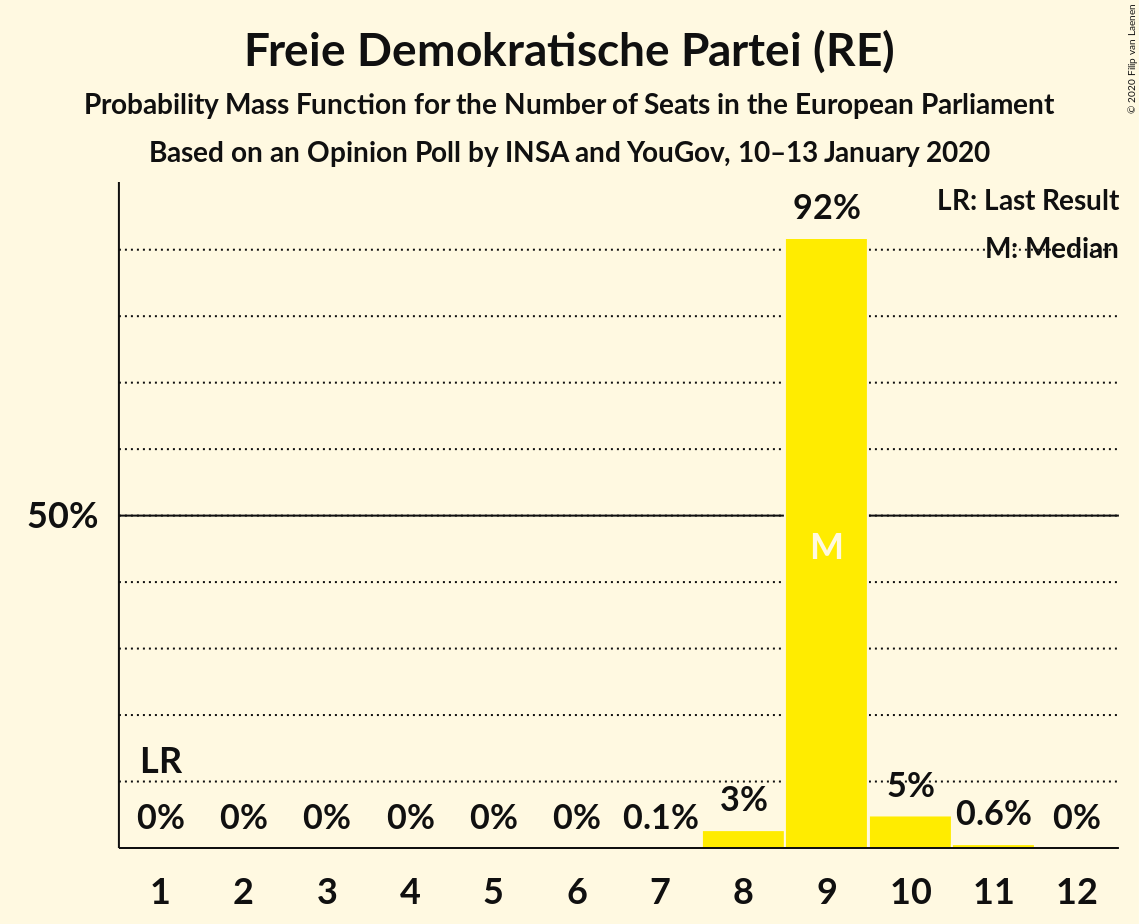 Freie Demokratische Partei (RE)
Probability Mass Function for the Number of Seats in the European Parliament
Based on an Opinion Poll by INSA and YouGov, 10–13 January 2020
© 2020 Filip van Laenen
LR: Last Result
M: Median
92%
50%
M
LR
0% 0% 0% 0% 0% 0% 0.1% 3% 5% 0.6% 0%
1 2 3 4 5 6 7 8 9 10 11 12